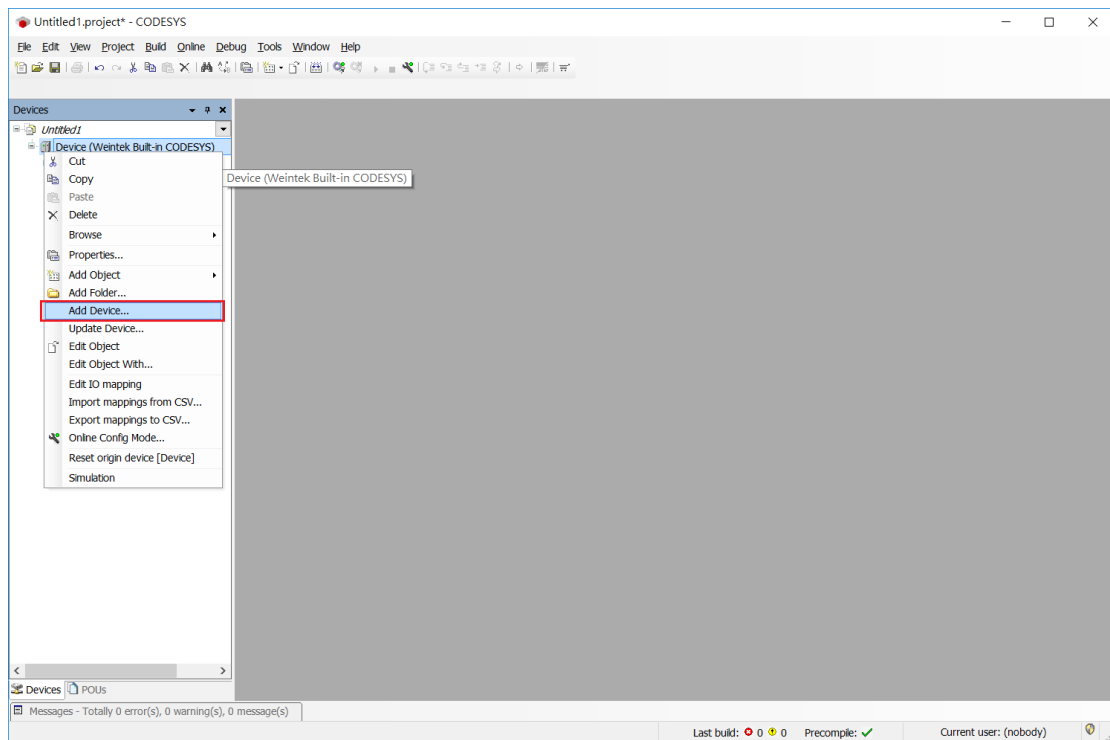 Untitled1.project* - CODESYS
File Edit View Project Build Online Debug Tools Window Help
Devices
Untitled1
Device (Weintek Built-in CODESYS)
Cut
Device (Weintek Built-in CODESYS)
Copy
Paste
Delete
Browse
Properties...
Add Object
Add Folder...
Add Device...
Update Device...
Edit Object
Edit Object With...
Edit IO mapping
Import mappings from CSV...
Export mappings to CSV...
Online Config Mode...
Reset origin device [Device]
Simulation
Devices POUs
Messages - Totally 0 error(s), 0 warning(s), 0 message(s)
Last build: 0 0 Precompile: Current user: (nobody)